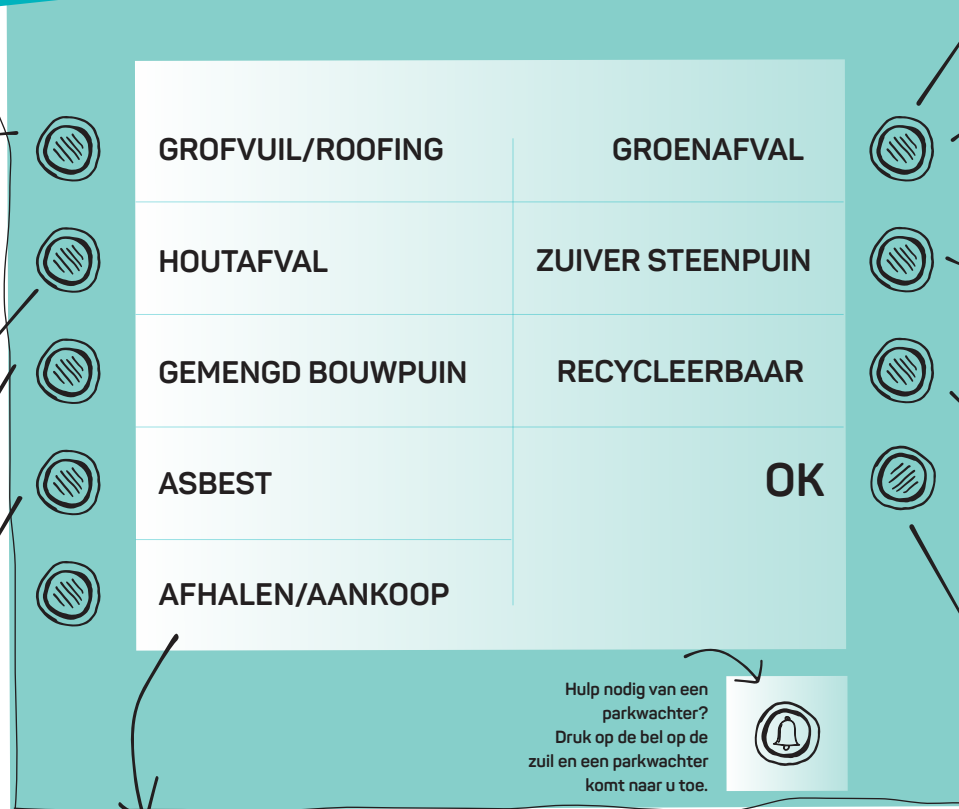 GROFVUIL/ROOFING
GROENAFVAL
HOUTAFVAL
ZUIVER STEENPUIN
GEMENGD BOUWPUIN
RECYCLEERBAAR
ASBEST
OK
AFHALEN/AANKOOP
Hulp nodig van een
parkwachter?
Druk op de bel op de
zuil en een parkwachter
komt naar u toe.